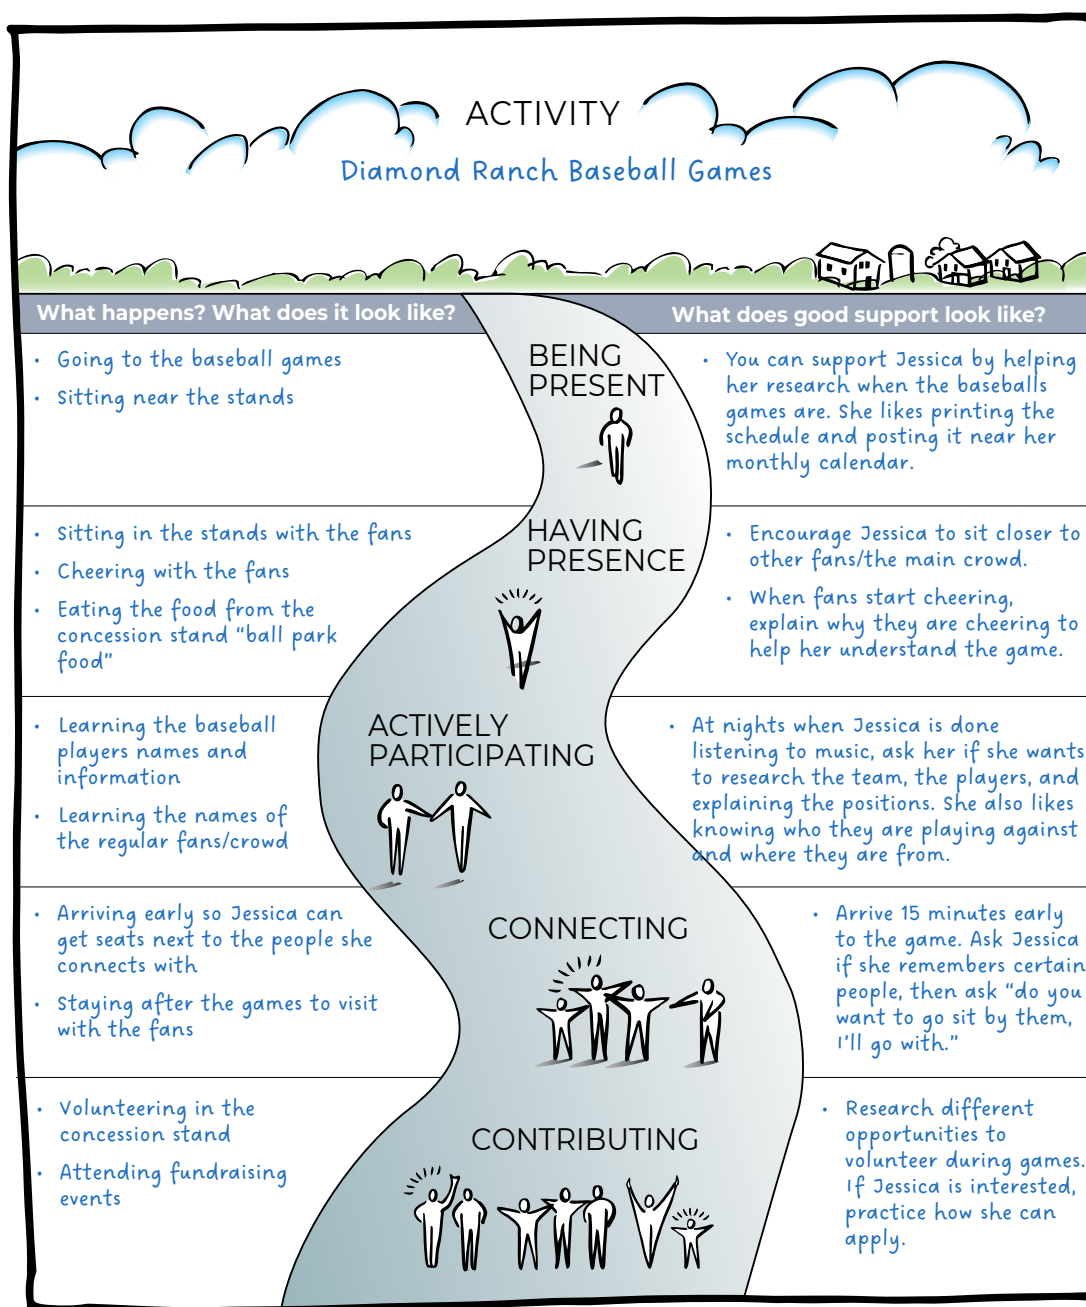 ACTIVITY
Diamond Ranch Baseball Games
What happens? What does it look like?
What does good support look like?
BEING
PRESENT
• Going to the baseball games
• Sitting near the stands
• You can support Jessica by helping
her research when the baseballs
games are. She likes printing the
schedule and posting it near her
monthly calendar.
HAVING
PRESENCE
• Sitting in the stands with the fans
• Cheering with the fans
• Eating the food from the
concession stand “ball park
food”
• Encourage Jessica to sit closer to
other fans/the main crowd.
• When fans start cheering,
explain why they are cheering to
help her understand the game.
ACTIVELY
PARTICIPATING
• Learning the baseball
players names and
information
• Learning the names of
the regular fans/crowd
• At nights when Jessica is done
listening to music, ask her if she wants
to research the team, the players, and
explaining the positions. She also likes
knowing who they are playing against
and where they are from.
CONNECTING
• Arriving early so Jessica can
get seats next to the people she
connects with
• Staying after the games to visit
with the fans
• Arrive 15 minutes early
to the game. Ask Jessica
if she remembers certain
people, then ask “do you
want to go sit by them,
I’ll go with.”
CONTRIBUTING
• Volunteering in the
concession stand
• Attending fundraising
events
• Research different
opportunities to
volunteer during games.
If Jessica is interested,
practice how she can
apply.